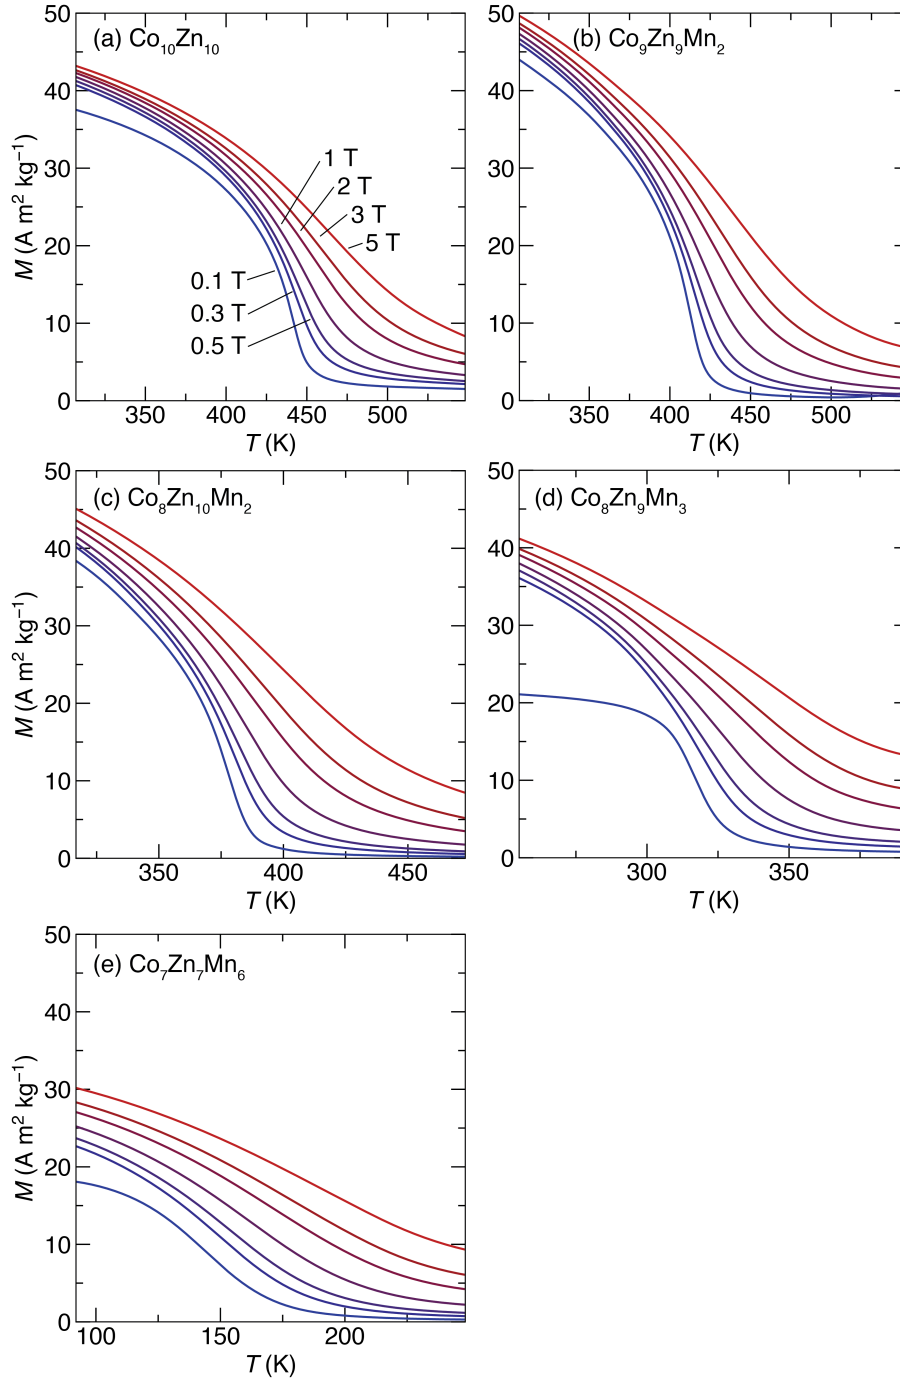 (a) Co₁₀Zn₁₀
M (A m² kg⁻¹)
50
40
30
20
10
0
1 T
2 T
3 T
5 T
0.1 T
0.3 T
0.5 T
350 400 450 500
T (K)
(b) Co₉Zn₉Mn₂
50
40
30
20
10
0
350 400 450 500
T (K)
(c) Co₈Zn₁₀Mn₂
M (A m² kg⁻¹)
50
40
30
20
10
0
350 400 450
T (K)
(d) Co₈Zn₉Mn₃
50
40
30
20
10
0
300 350
T (K)
(e) Co₇Zn₇Mn₆
M (A m² kg⁻¹)
50
40
30
20
10
0
100 150 200
T (K)